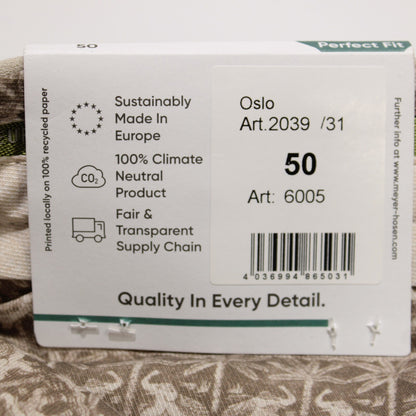 50
Perfect Fit
Sustainably
Made In
Europe
CO2
100% Climate
Neutral
Product
Fair &
Transparent
Supply Chain
Printed locally on 100% recycled paper
Oslo
Art.2039 /31
50
Art: 6005
4 036994 865031
Further info at www.meyer-hosen.com
Quality In Every Detail.